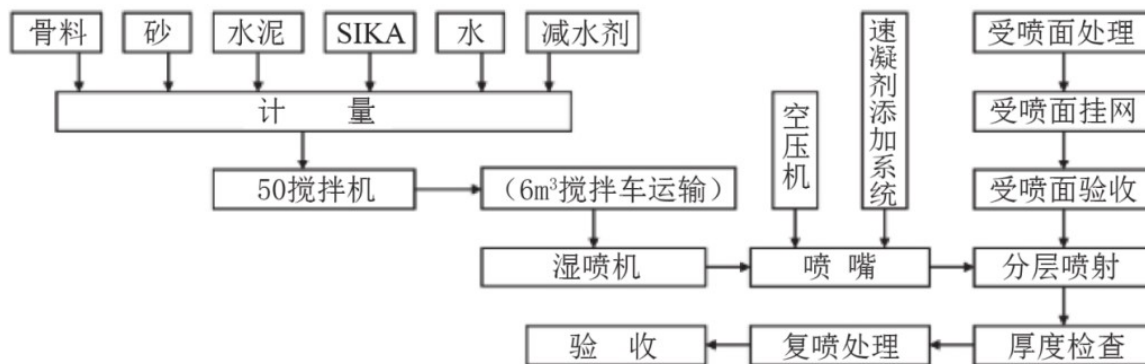 骨料
砂
水泥
SIKA
水
减水剂
计 量
50搅拌机
（6m³搅拌车运输）
空压机
速凝剂添加系统
受喷面处理
受喷面挂网
受喷面验收
湿喷机
喷 嘴
分层喷射
验 收
复喷处理
厚度检查